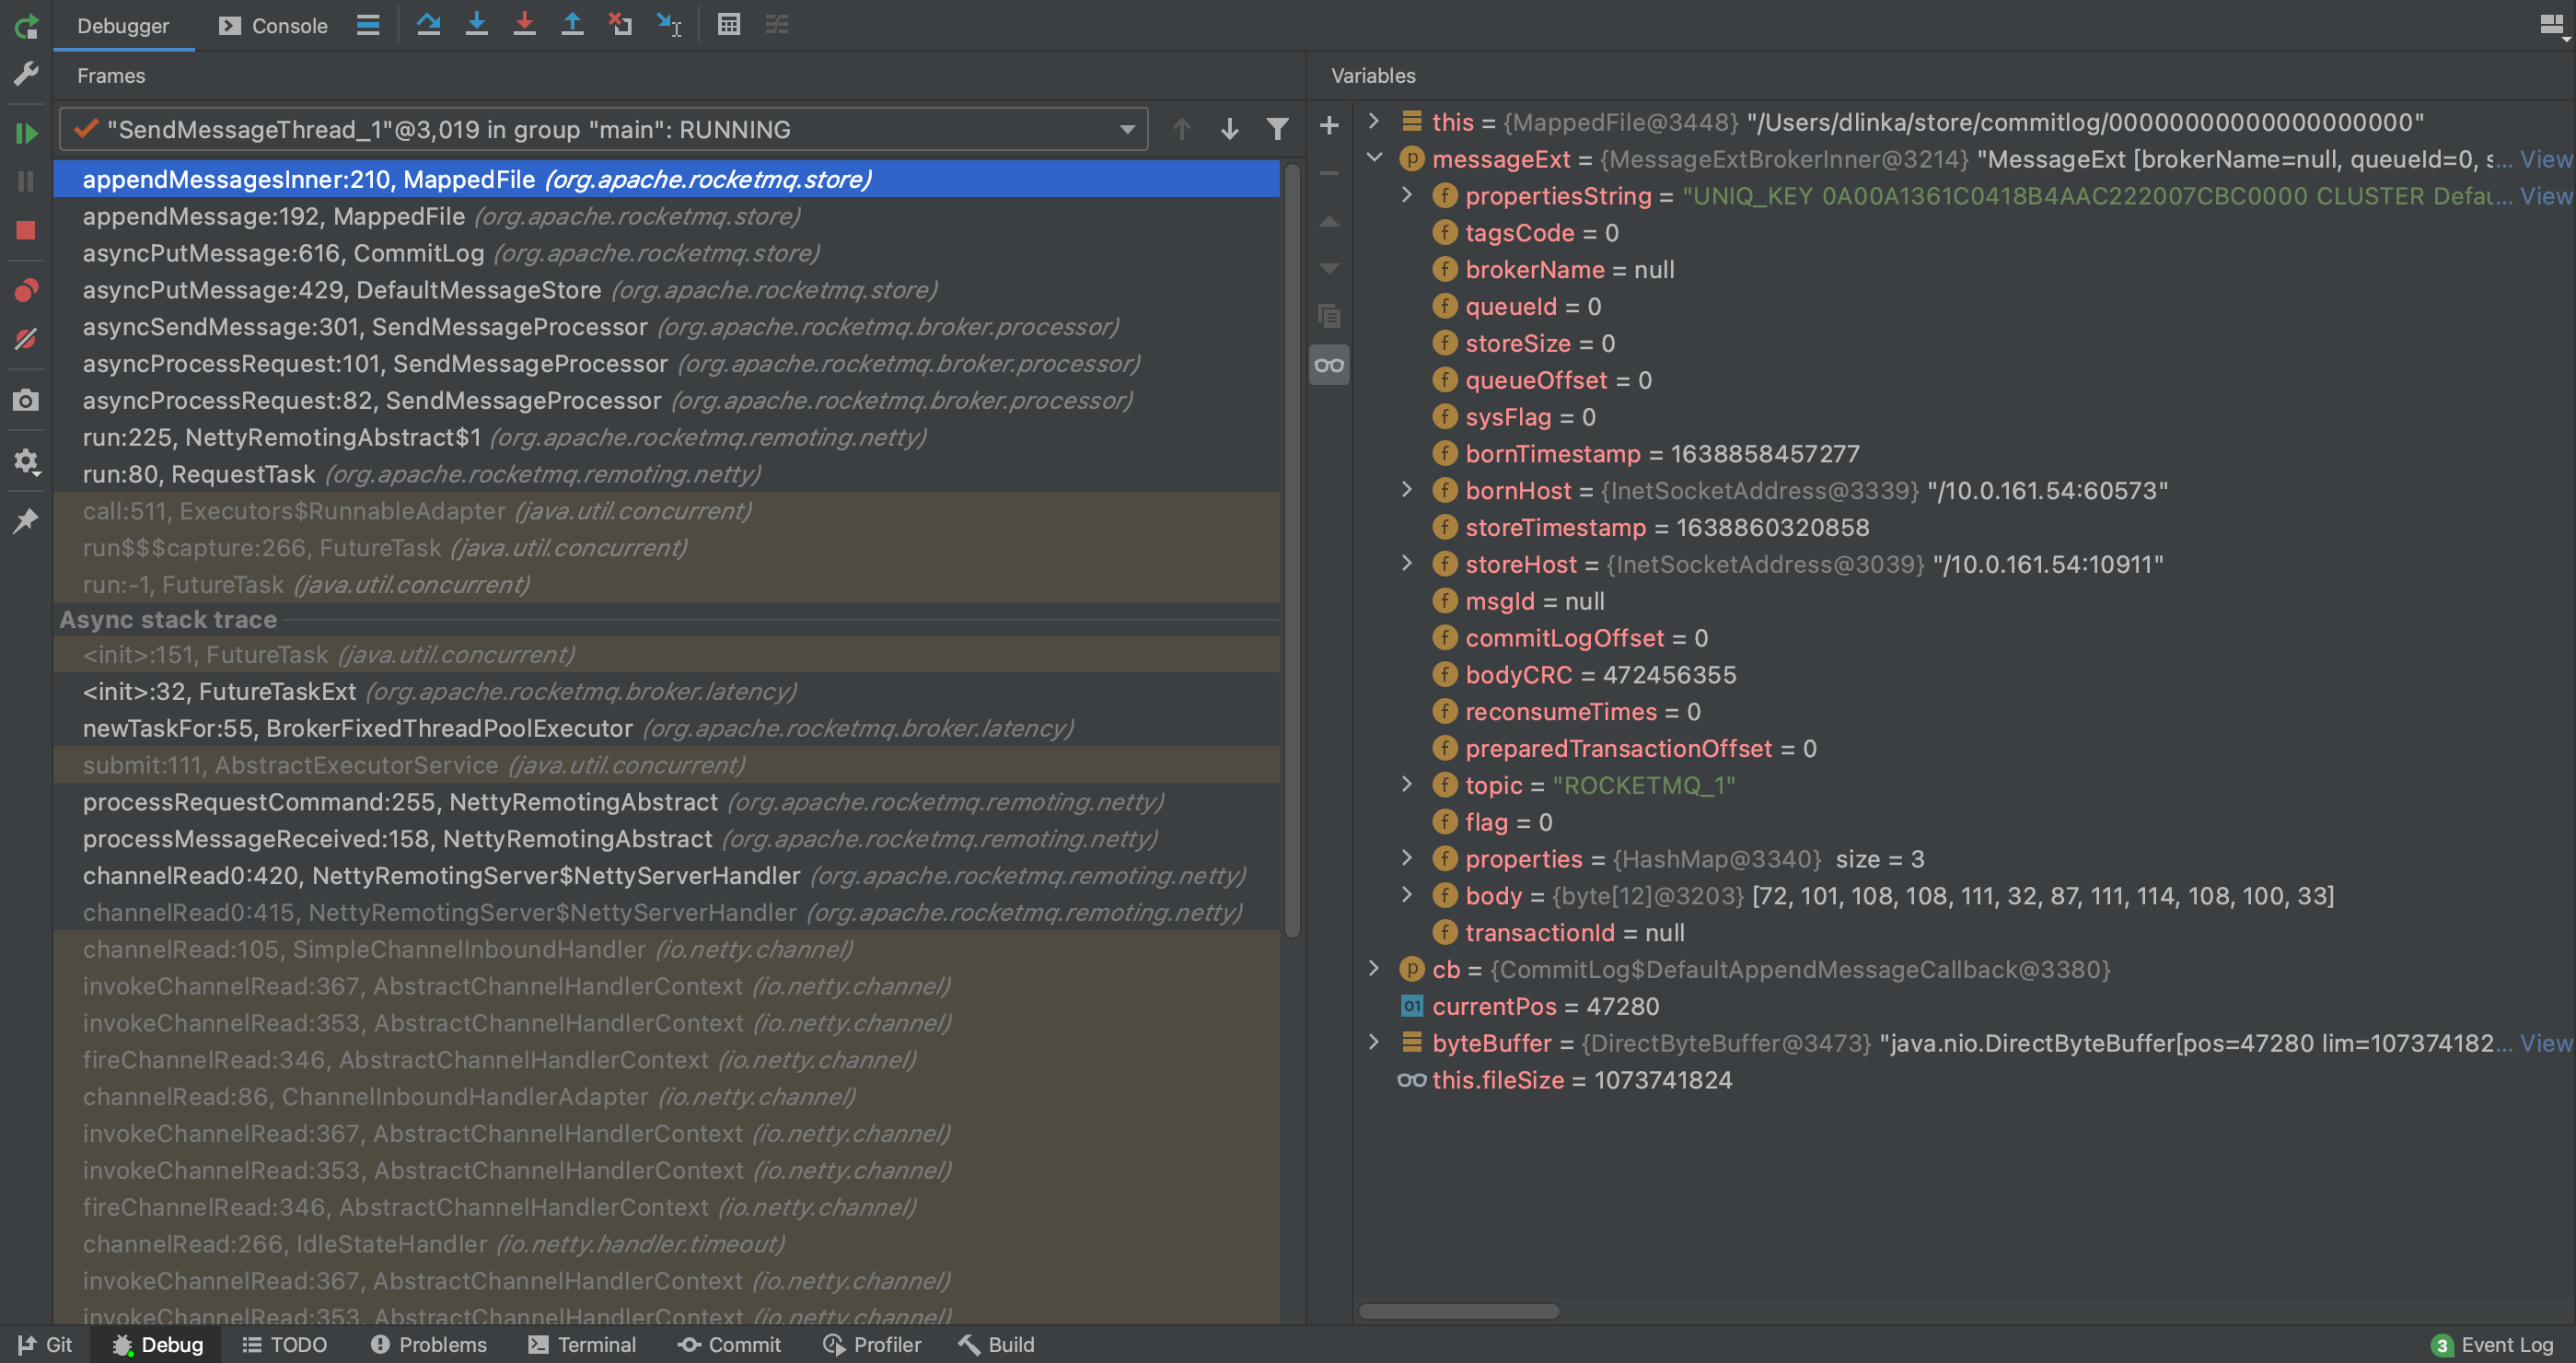 Debugger
Console
Frames
"SendMessageThread_1"@3,019 in group "main": RUNNING
appendMessagesInner:210, MappedFile (org.apache.rocketmq.store)
appendMessage:192, MappedFile (org.apache.rocketmq.store)
asyncPutMessage:616, CommitLog (org.apache.rocketmq.store)
asyncPutMessage:429, DefaultMessageStore (org.apache.rocketmq.store)
asyncSendMessage:301, SendMessageProcessor (org.apache.rocketmq.broker.processor)
asyncProcessRequest:101, SendMessageProcessor (org.apache.rocketmq.broker.processor)
asyncProcessRequest:82, SendMessageProcessor (org.apache.rocketmq.broker.processor)
run:225, NettyRemotingAbstract$1 (org.apache.rocketmq.remoting.netty)
run:80, RequestTask (org.apache.rocketmq.remoting.netty)
call:511, Executors$RunnableAdapter (java.util.concurrent)
run$$$capture:266, FutureTask (java.util.concurrent)
run:-1, FutureTask (java.util.concurrent)
Async stack trace
<init>:151, FutureTask (java.util.concurrent)
<init>:32, FutureTaskExt (org.apache.rocketmq.broker.latency)
newTaskFor:55, BrokerFixedThreadPoolExecutor (org.apache.rocketmq.broker.latency)
submit:111, AbstractExecutorService (java.util.concurrent)
processRequestCommand:255, NettyRemotingAbstract (org.apache.rocketmq.remoting.netty)
processMessageReceived:158, NettyRemotingAbstract (org.apache.rocketmq.remoting.netty)
channelRead0:420, NettyRemotingServer$NettyServerHandler (org.apache.rocketmq.remoting.netty)
channelRead0:415, NettyRemotingServer$NettyServerHandler (org.apache.rocketmq.remoting.netty)
channelRead:105, SimpleChannelInboundHandler (io.netty.channel)
invokeChannelRead:367, AbstractChannelHandlerContext (io.netty.channel)
invokeChannelRead:353, AbstractChannelHandlerContext (io.netty.channel)
fireChannelRead:346, AbstractChannelHandlerContext (io.netty.channel)
channelRead:86, ChannelInboundHandlerAdapter (io.netty.channel)
invokeChannelRead:367, AbstractChannelHandlerContext (io.netty.channel)
invokeChannelRead:353, AbstractChannelHandlerContext (io.netty.channel)
fireChannelRead:346, AbstractChannelHandlerContext (io.netty.channel)
channelRead:266, IdleStateHandler (io.netty.handler.timeout)
invokeChannelRead:367, AbstractChannelHandlerContext (io.netty.channel)
invokeChannelRead:353, AbstractChannelHandlerContext (io.netty.channel)
Variables
this = {MappedFile@3448} "/Users/dlinka/store/commitlog/00000000000000000000"
messageExt = {MessageExtBrokerInner@3214} "MessageExt [brokerName=null, queueId=0, s... View
propertiesString = "UNIQ_KEY 0A00A1361C0418B4AAC222007CBC0000 CLUSTER Defau... View
tagsCode = 0
brokerName = null
queueId = 0
storeSize = 0
queueOffset = 0
sysFlag = 0
bornTimestamp = 1638858457277
bornHost = {InetSocketAddress@3339} "/10.0.161.54:60573"
storeTimestamp = 1638860320858
storeHost = {InetSocketAddress@3039} "/10.0.161.54:10911"
msgId = null
commitLogOffset = 0
bodyCRC = 472456355
reconsumeTimes = 0
preparedTransactionOffset = 0
topic = "ROCKETMQ_1"
flag = 0
properties = {HashMap@3340} size = 3
body = {byte[12]@3203} [72, 101, 108, 108, 111, 32, 87, 111, 114, 108, 100, 33]
transactionId = null
cb = {CommitLog$DefaultAppendMessageCallback@3380}
currentPos = 47280
byteBuffer = {DirectByteBuffer@3473} "java.nio.DirectByteBuffer[pos=47280 lim=107374182... View
this.fileSize = 1073741824
Git
Debug
TODO
Problems
Terminal
Commit
Profiler
Build
3 Event Log